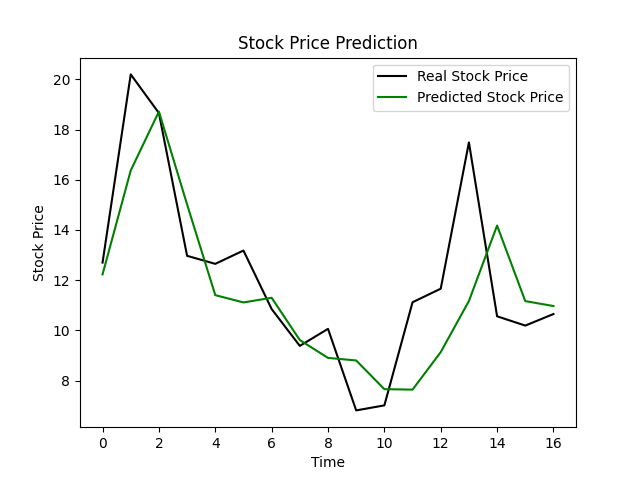 Stock Price Prediction
Real Stock Price
Predicted Stock Price
Stock Price
20
18
16
14
12
10
8
0 2 4 6 8 10 12 14 16
Time